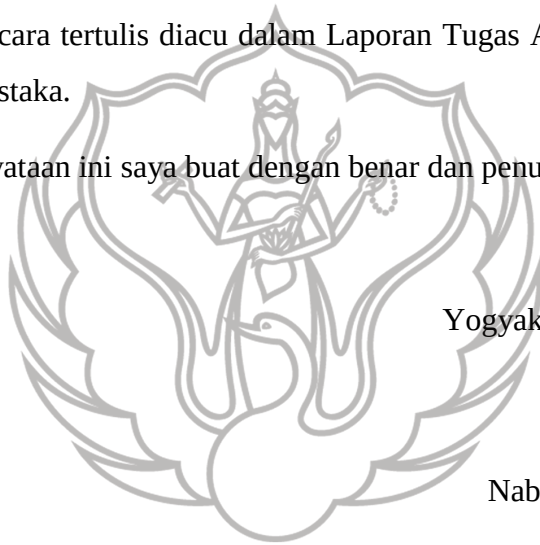 cara tertulis diacu dalam Laporan Tugas A
staka.
yataan ini saya buat dengan benar dan penu
Yogyak
Nab